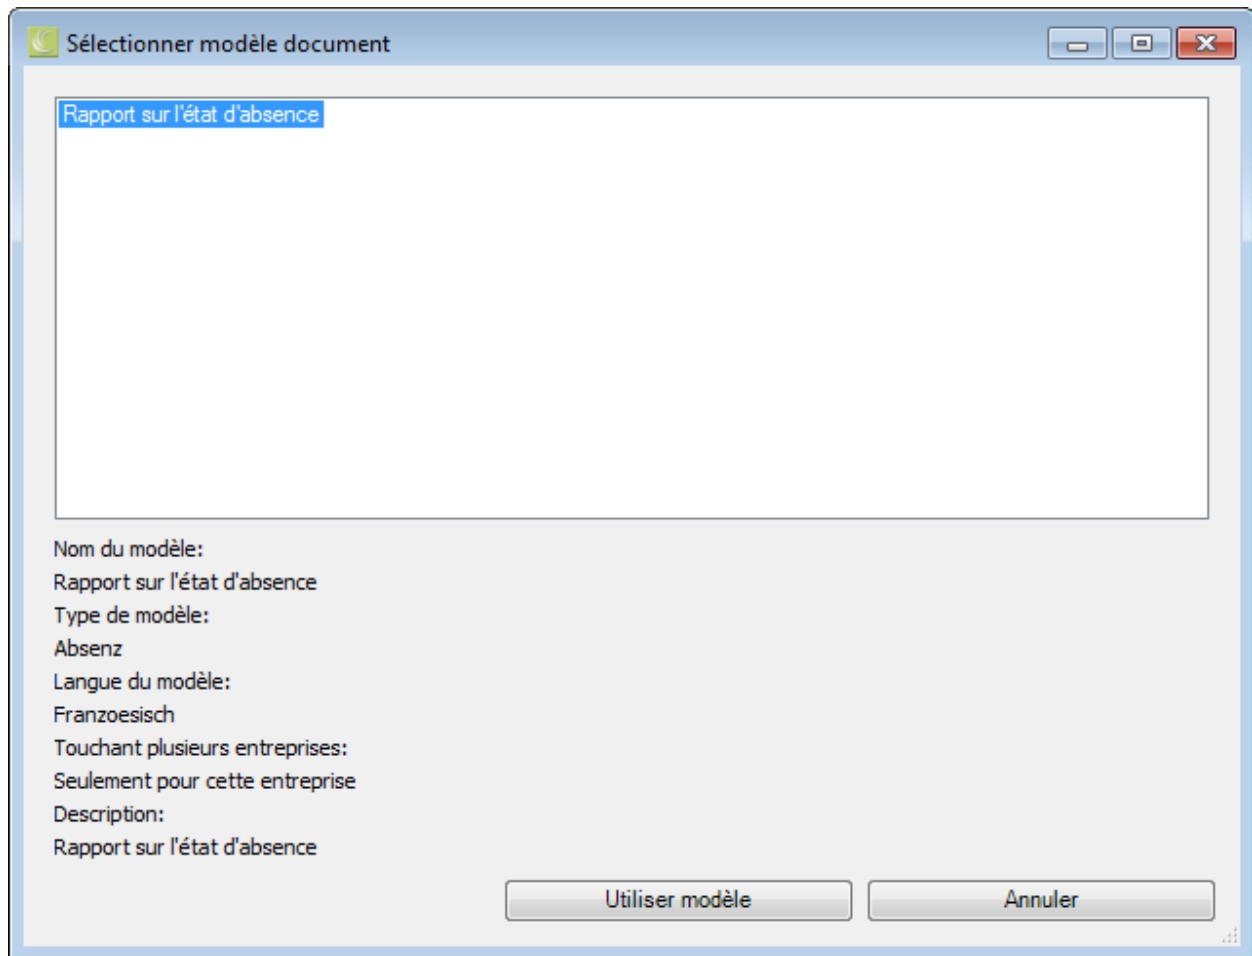 Sélectionner modèle document
Rapport sur l'état d'absence
Nom du modèle:
Rapport sur l'état d'absence
Type de modèle:
Absenz
Langue du modèle:
Franzoesisch
Touchant plusieurs entreprises:
Seulement pour cette entreprise
Description:
Rapport sur l'état d'absence
Utiliser modèle Annuler